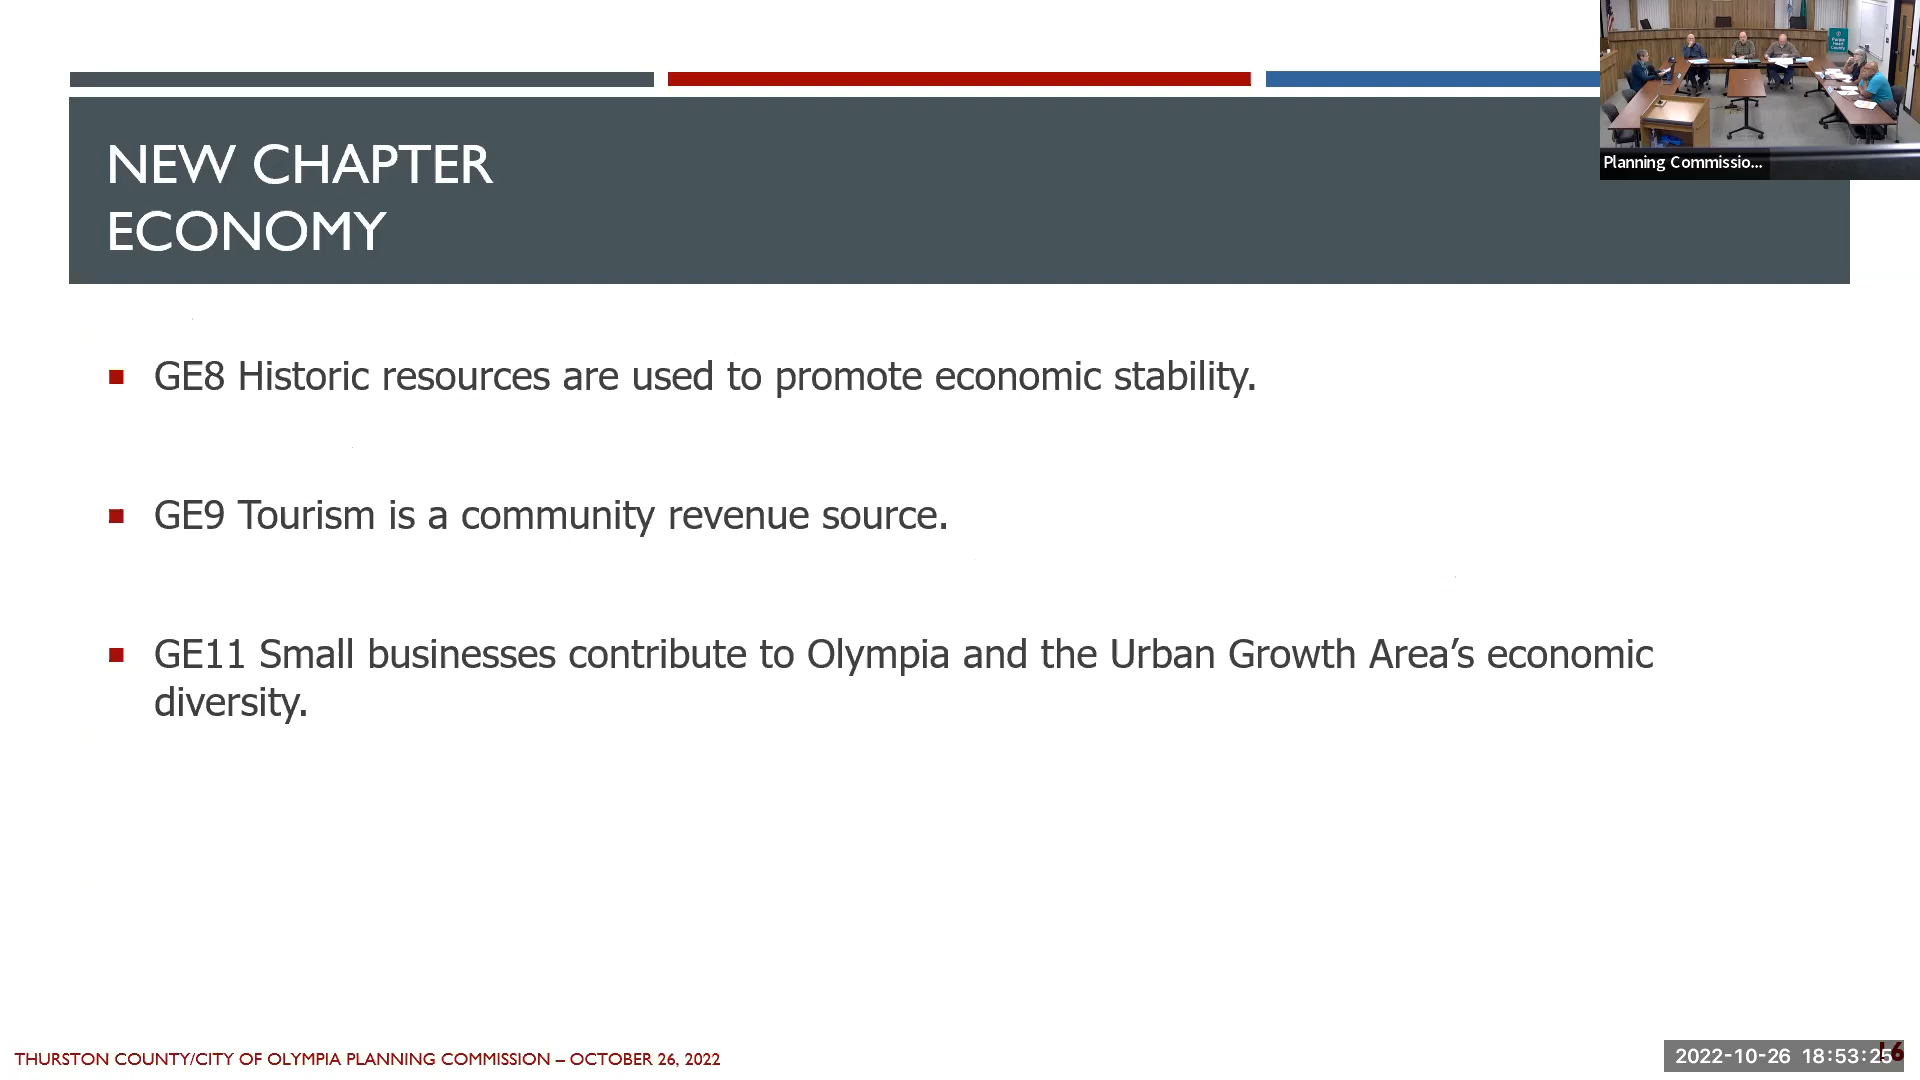 NEW CHAPTER
ECONOMY
Planning Commissio...
GE8 Historic resources are used to promote economic stability.
GE9 Tourism is a community revenue source.
GE11 Small businesses contribute to Olympia and the Urban Growth Area’s economic
diversity.
THURSTON COUNTY/CITY OF OLYMPIA PLANNING COMMISSION – OCTOBER 26, 2022
2022-10-26 18:53:25